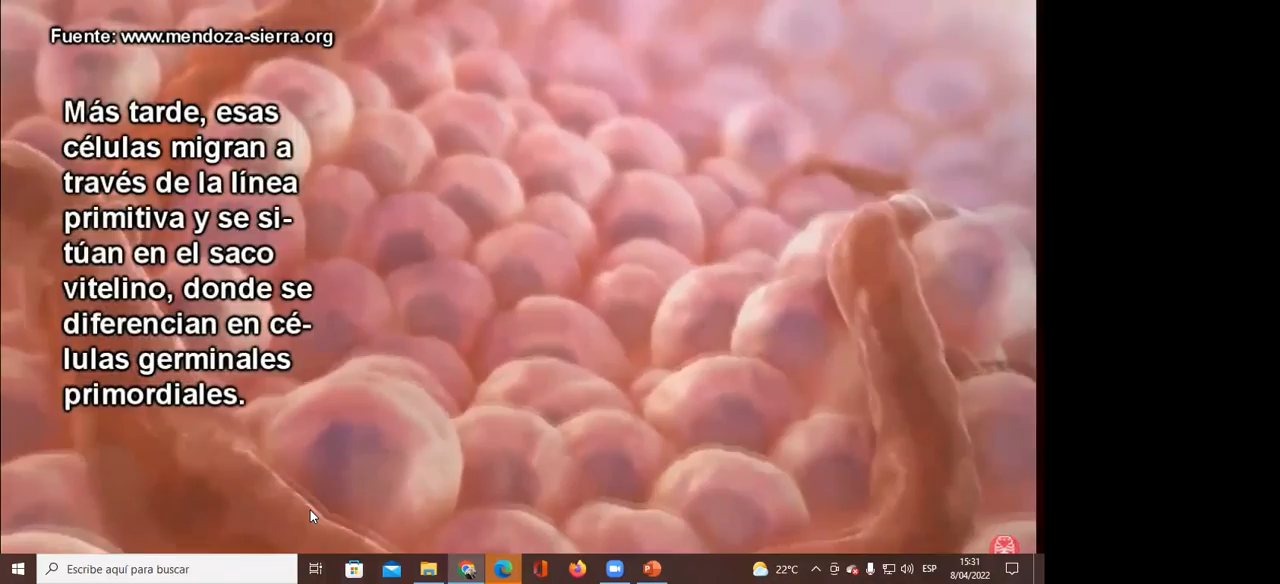 Fuente: www.mendoza-sierra.org
Más tarde, esas
células migran a
través de la línea
primitiva y se si-
túan en el saco
vitelino, donde se
diferencian en cé-
lulas germinales
primordiales.
Escribe aquí para buscar
22°C
ESP
15:31
8/04/2022